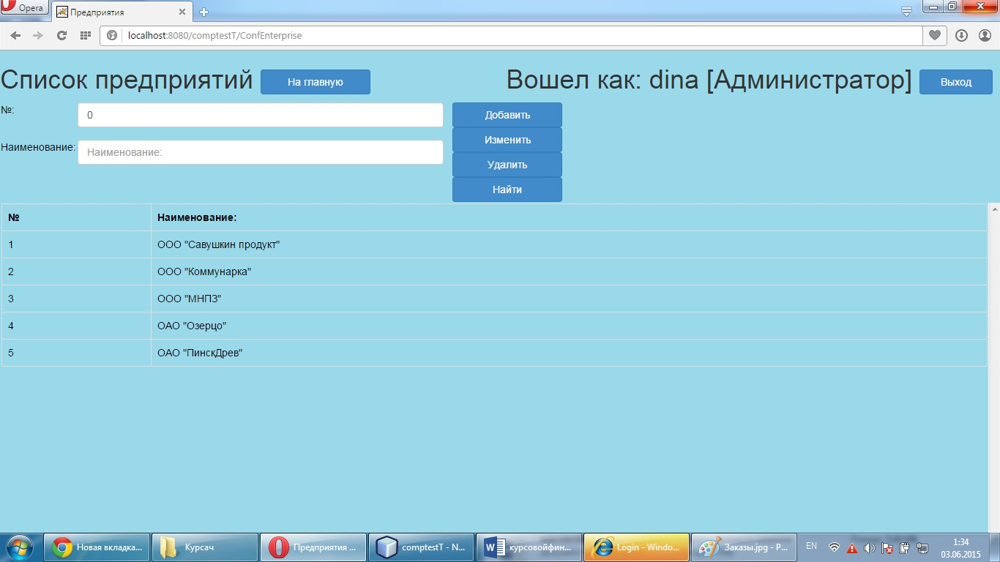 Opera
Предприятия
localhost:8080/comptestT/ConfEnterprise
Список предприятий На главную Вошел как: dina [Администратор] Выход
№: 0 Добавить
Изменить
Наименование: Наименование:
Удалить
Найти
№ Наименование:
1 ООО "Савушкин продукт"
2 ООО "Коммунарка"
3 ООО "МНПЗ"
4 ОАО "Озерцо"
5 ОАО "ПинскДрев"
Новая вкладка... Курсач Предприятия ... comptestT - N... курсовойфин... Login - Windo... Заказы.jpg - P... EN 1:34
03.06.2015